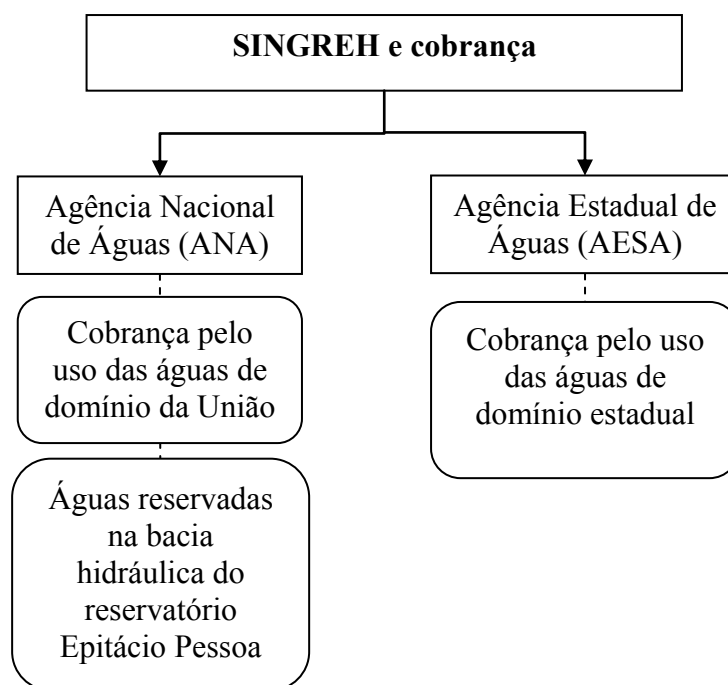 SINGREH e cobrança
Agência Nacional
de Águas (ANA)
Agência Estadual de
Águas (AESA)
Cobrança pelo
uso das águas de
domínio da União
Cobrança pelo uso
das águas de
domínio estadual
Águas reservadas
na bacia
hidráulica do
reservatório
Epitácio Pessoa